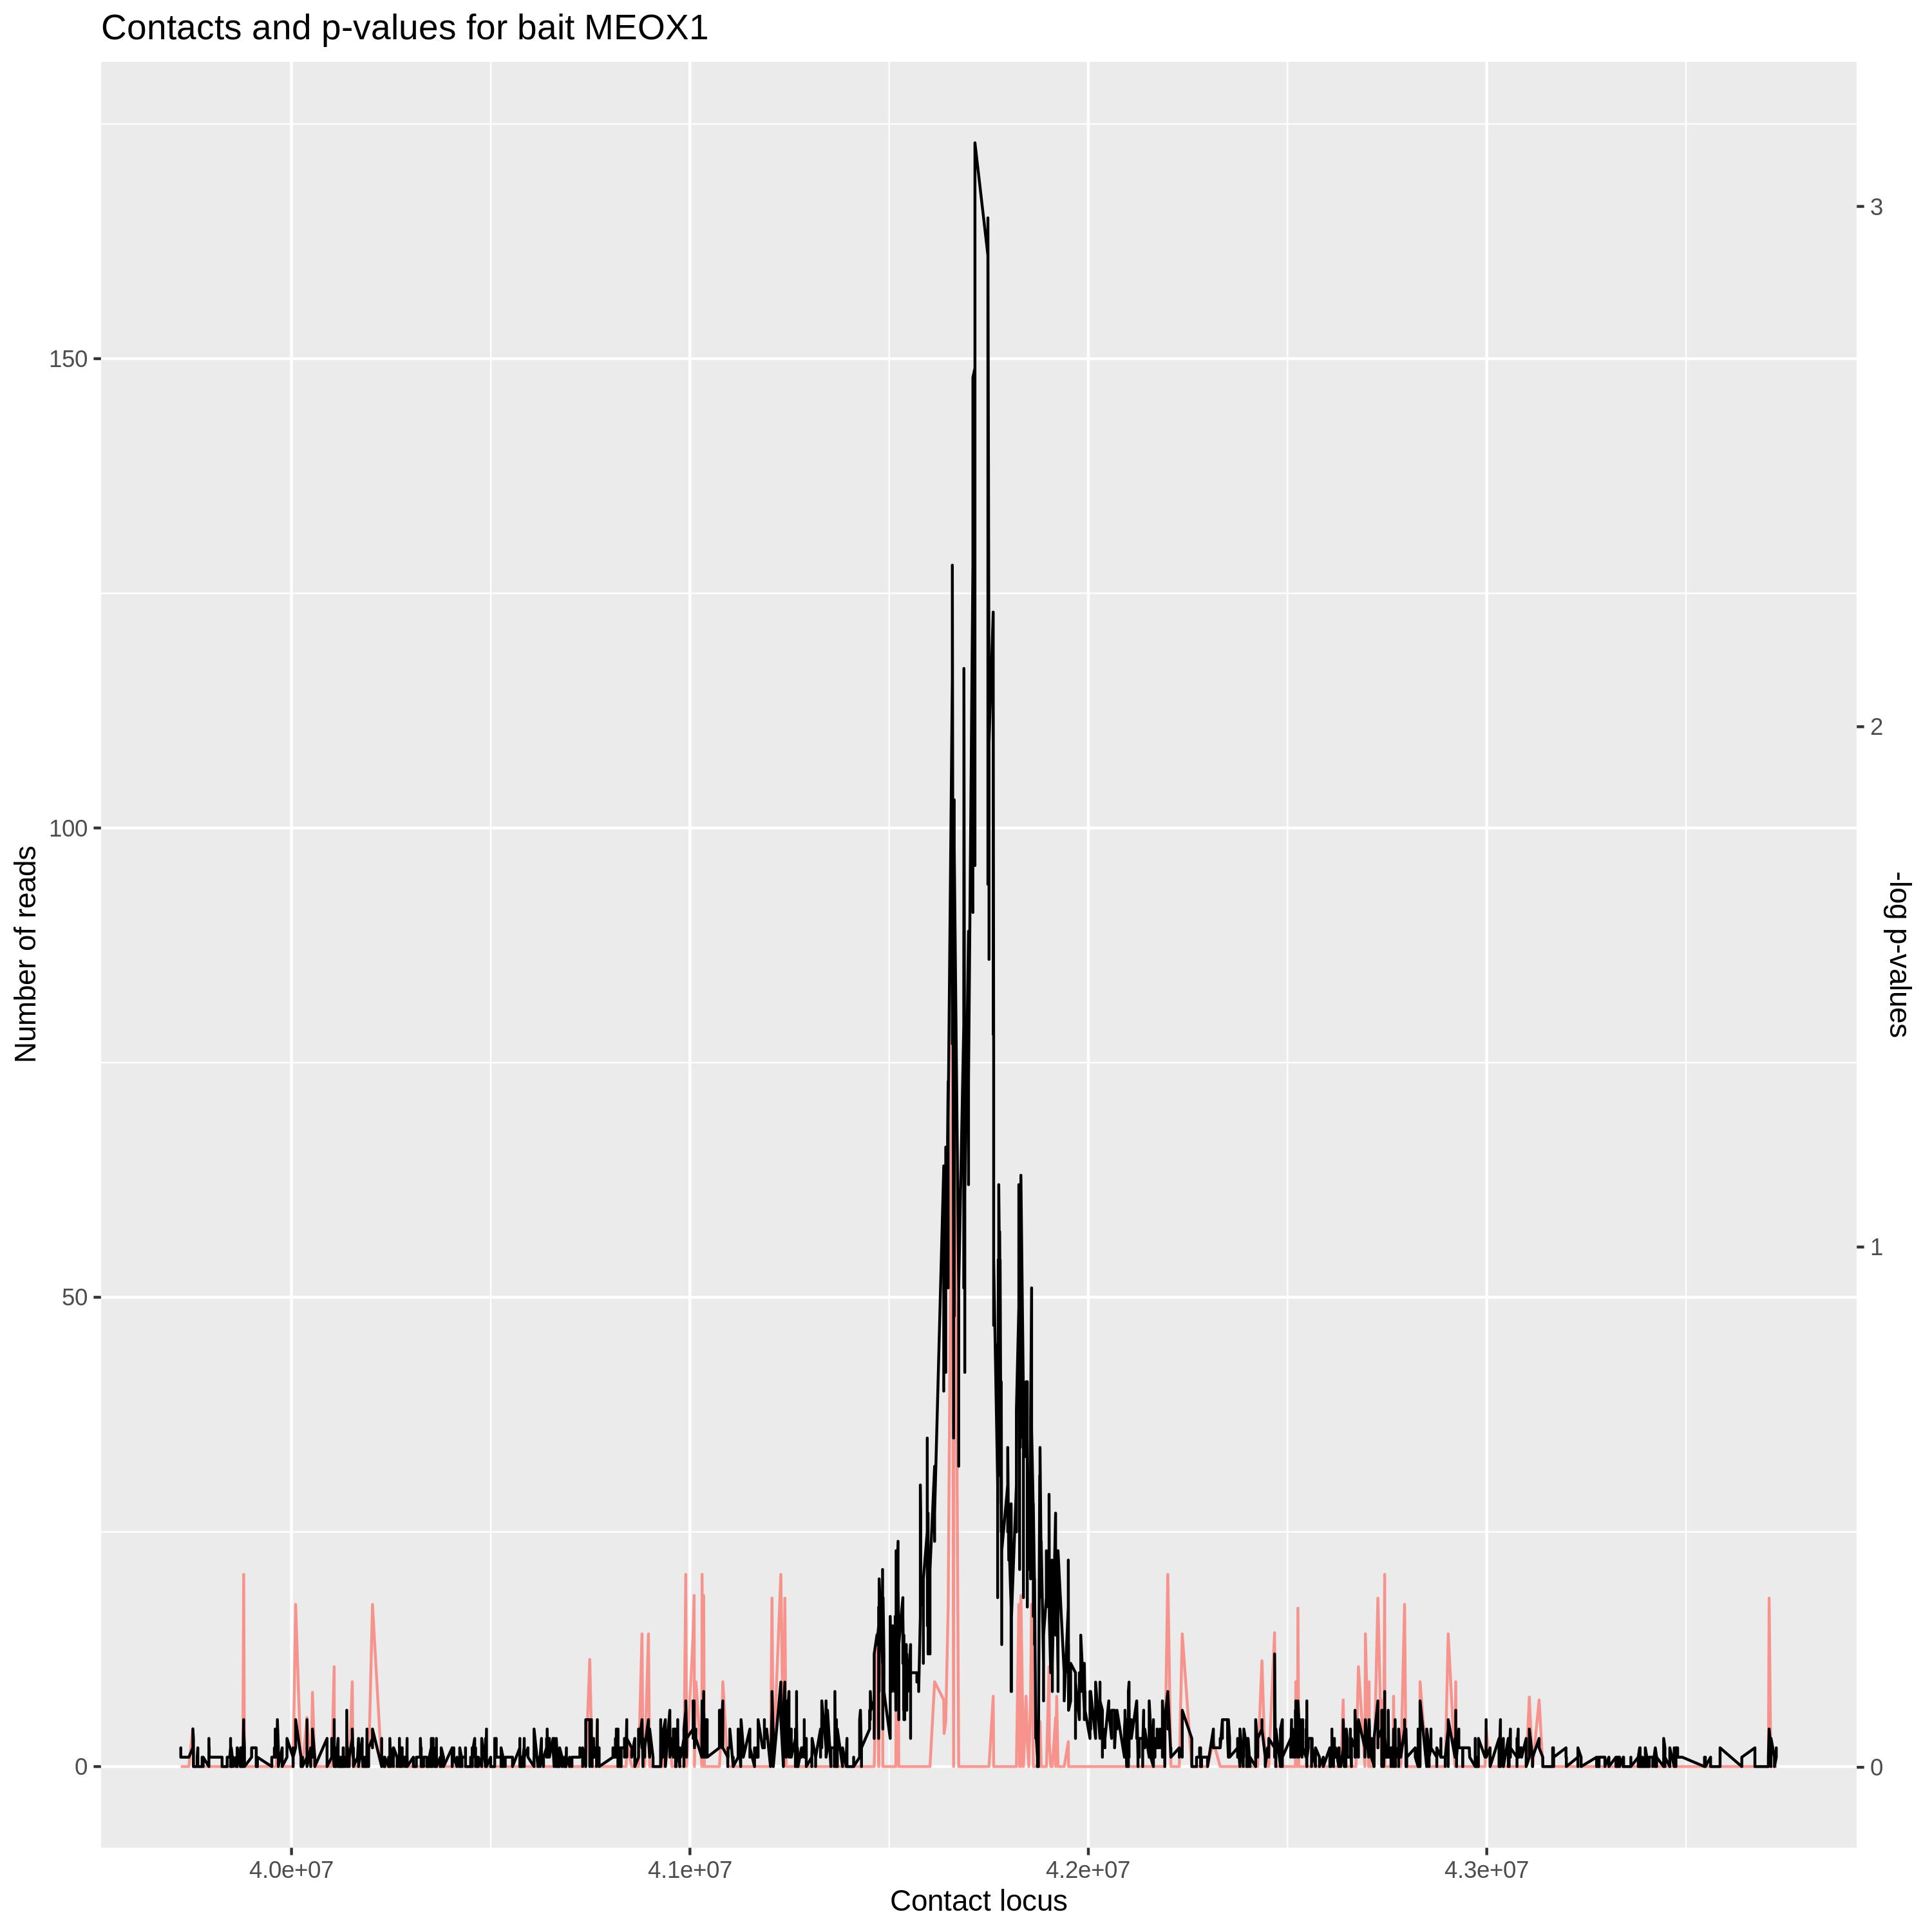 Contacts and p-values for bait MEOX1
150
100
50
0
Number of reads
3
2
1
0
-log p-values
4.0e+07 4.1e+07 4.2e+07 4.3e+07
Contact locus